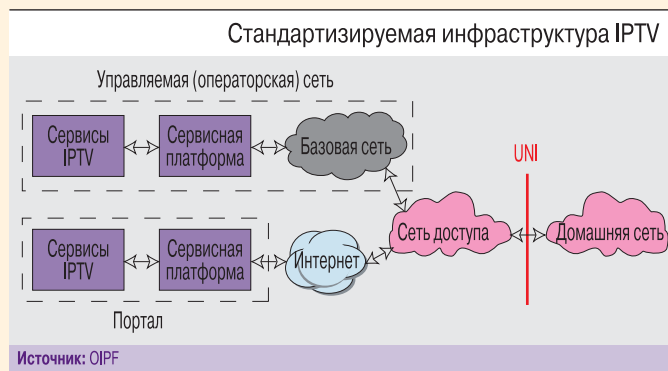 Стандартизируемая инфраструктура IPTV
Управляемая (операторская) сеть
Сервисы
IPTV
Сервисная
платформа
Базовая сеть
UNI
Сеть доступа
Домашняя сеть
Сервисы
IPTV
Сервисная
платформа
Интернет
Портал
Источник: OIPF